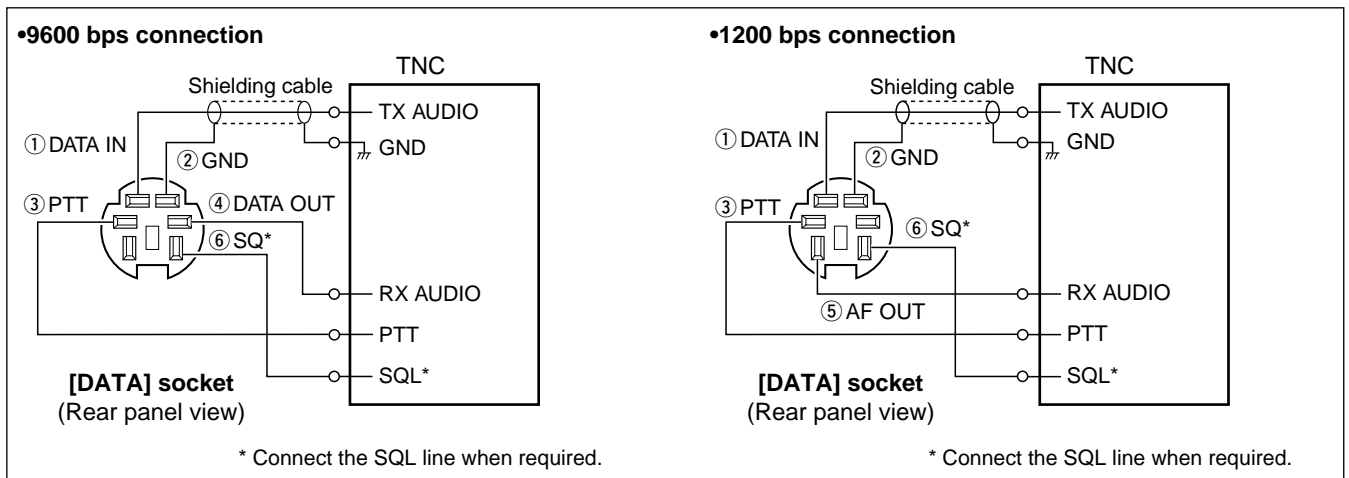 •9600 bps connection
TNC
Shielding cable
TX AUDIO
① DATA IN
② GND
GND
③ PTT
④ DATA OUT
⑥ SQ*
RX AUDIO
PTT
SQL*
[DATA] socket
(Rear panel view)
* Connect the SQL line when required.
•1200 bps connection
TNC
Shielding cable
TX AUDIO
① DATA IN
② GND
GND
③ PTT
⑥ SQ*
RX AUDIO
⑤ AF OUT
PTT
SQL*
[DATA] socket
(Rear panel view)
* Connect the SQL line when required.